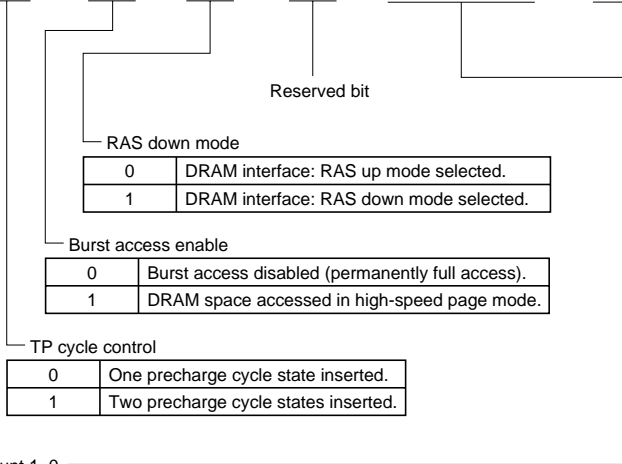 Reserved bit
RAS down mode
0 DRAM interface: RAS up mode selected.
1 DRAM interface: RAS down mode selected.
Burst access enable
0 Burst access disabled (permanently full access).
1 DRAM space accessed in high-speed page mode.
TP cycle control
0 One precharge cycle state inserted.
1 Two precharge cycle states inserted.
1, 0